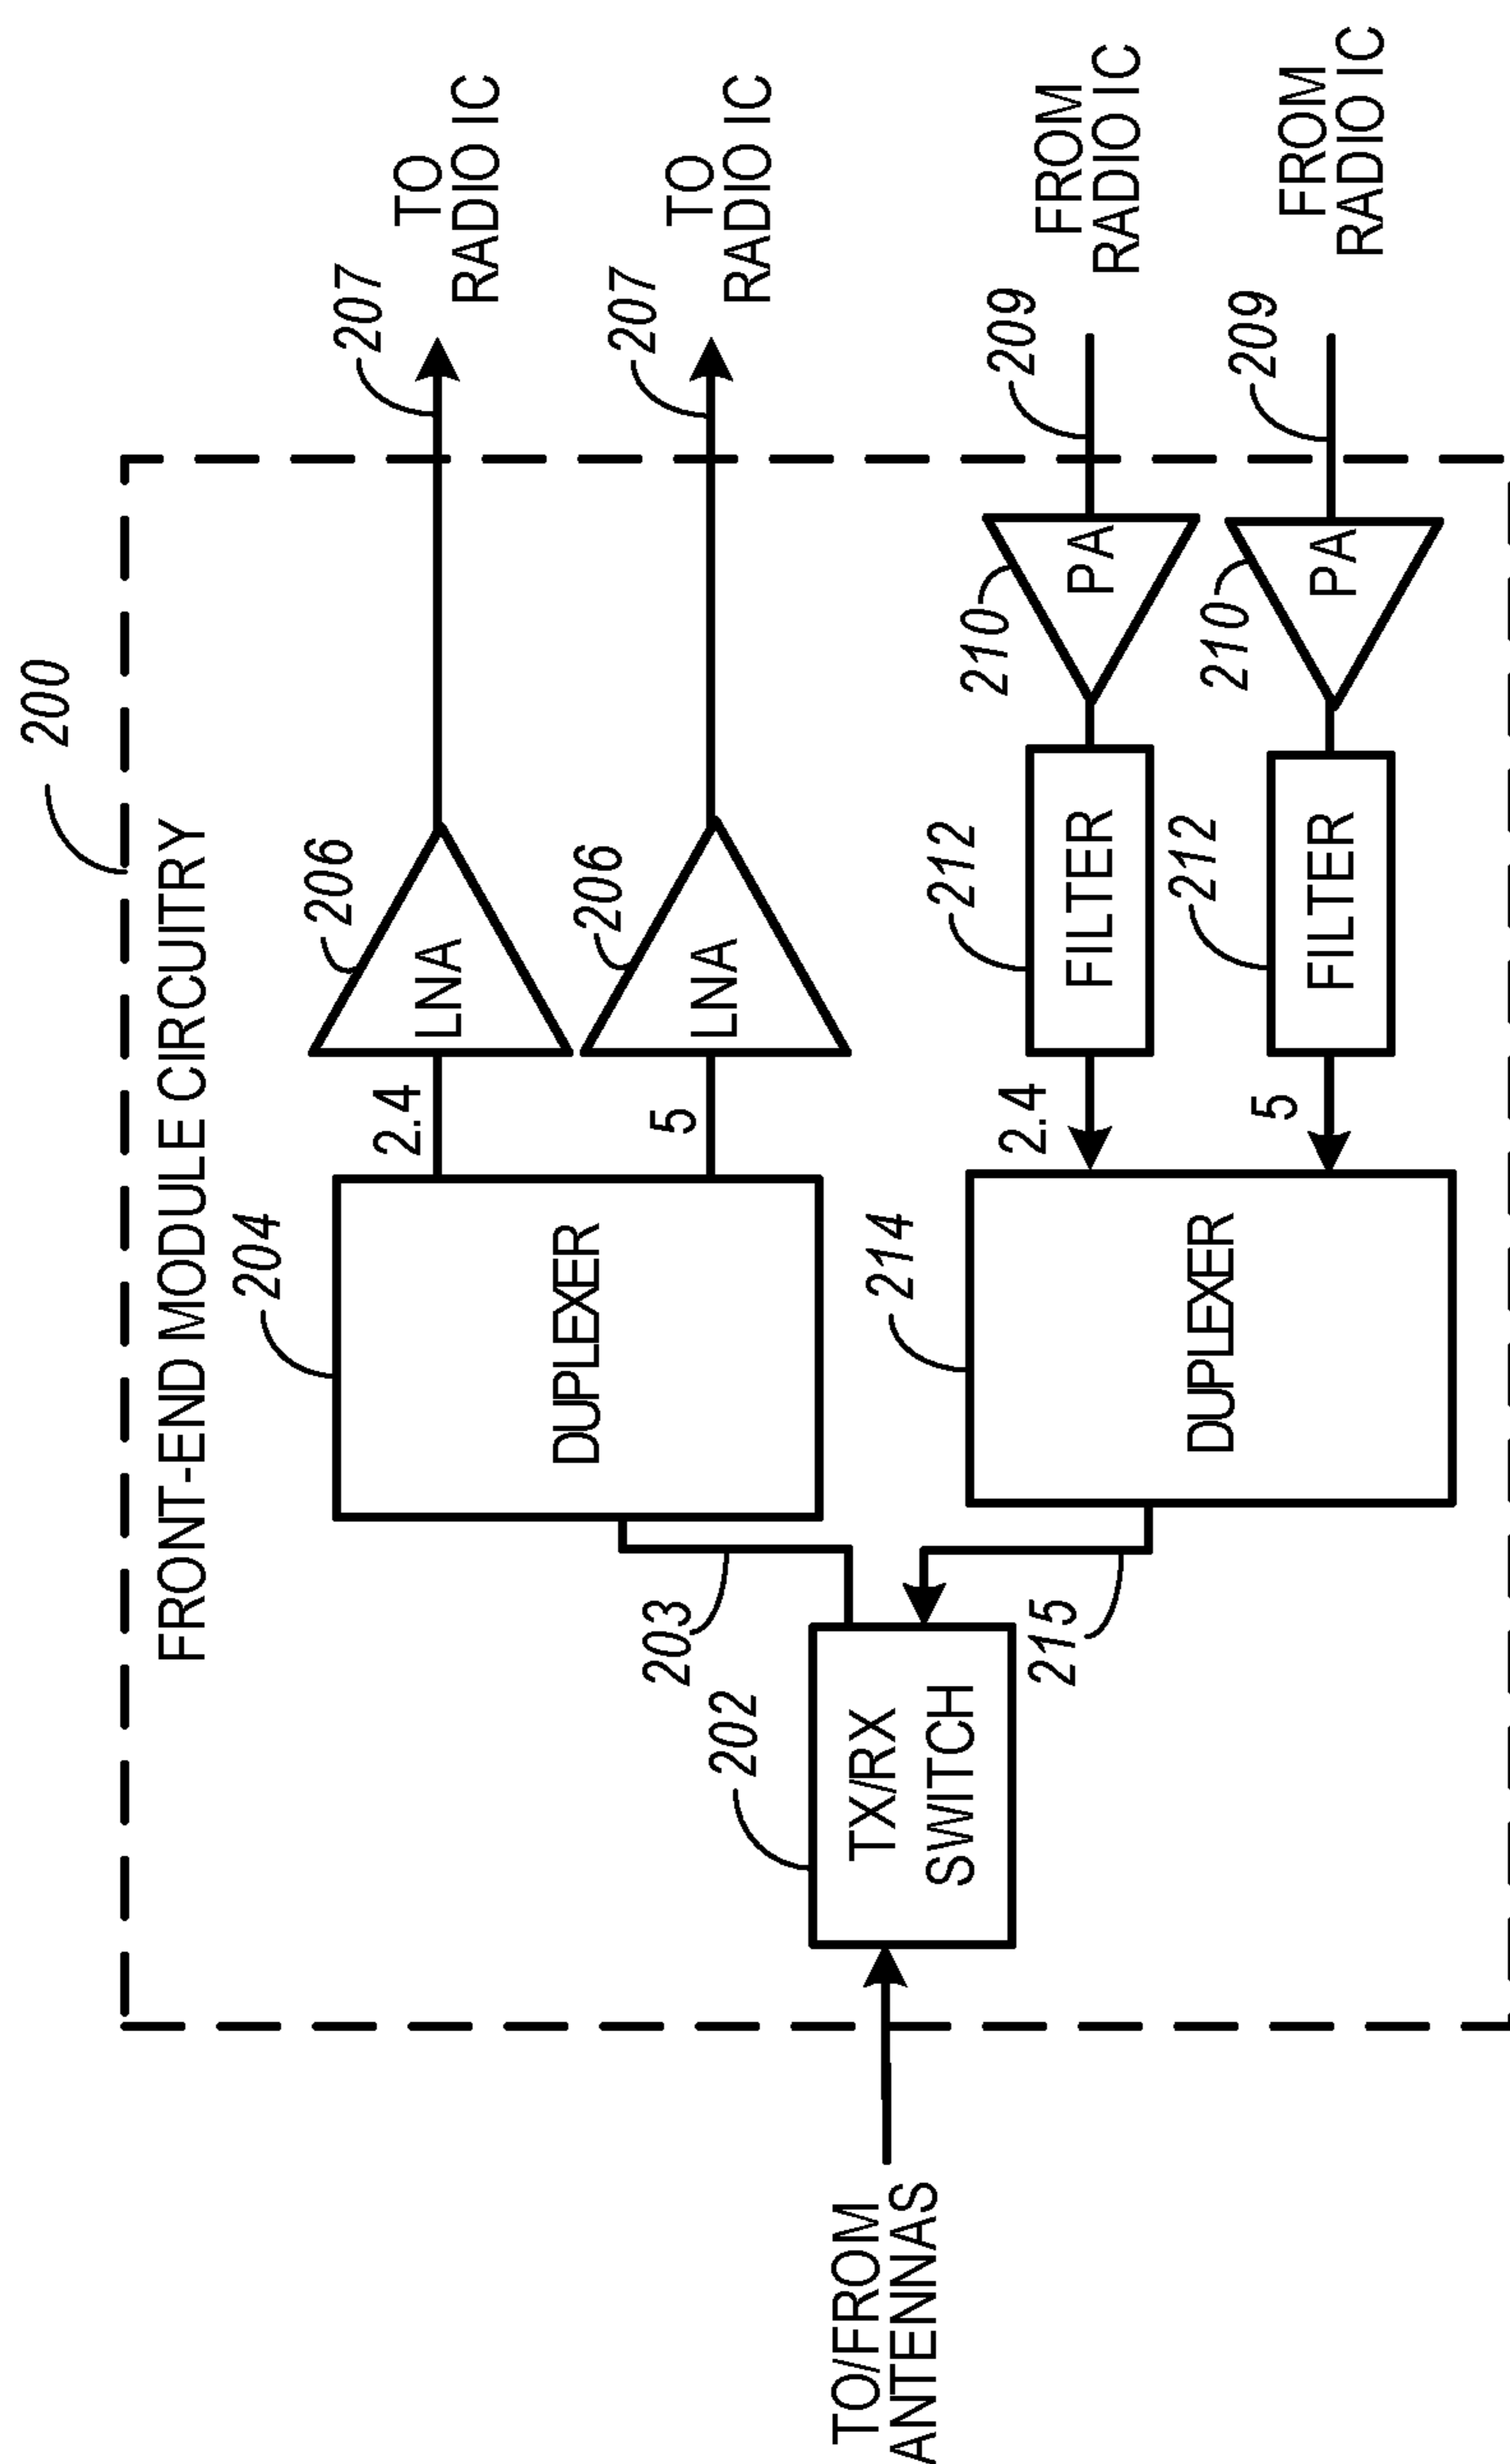 200
FRONT-END MODULE CIRCUITRY
TO/FROM
ANTENNAS
202
TX/RX
SWITCH
203
215
204
DUPLEXER
2.4
5
206
LNA
206
LNA
207
TO
RADIO IC
207
TO
RADIO IC
214
DUPLEXER
2.4
5
212
FILTER
212
FILTER
210
PA
210
PA
209
FROM
RADIO IC
209
FROM
RADIO IC